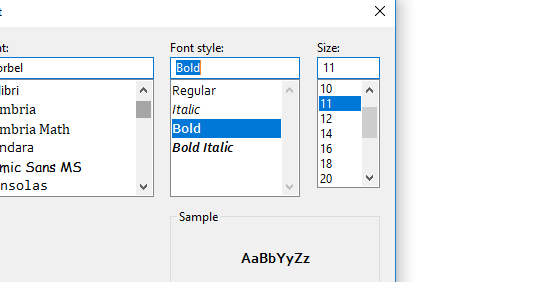 t
nt: Font style: Size:
orbel Bold 11
libri
mbria
mbria Math
ndara
mic Sans MS
nsolas
Regular
Italic
Bold
Bold Italic
10
11
12
14
16
18
20
Sample
AaBbYyZz